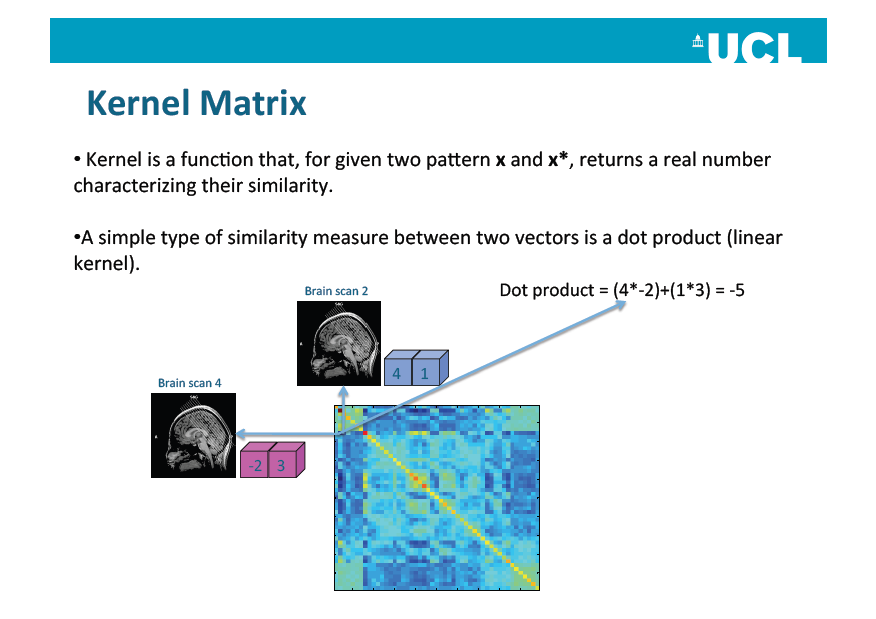 UCL
Kernel Matrix
• Kernel is a function that, for given two pattern x and x*, returns a real number
characterizing their similarity.
•A simple type of similarity measure between two vectors is a dot product (linear
kernel).
Brain scan 2
Dot product = (4*-2)+(1*3) = -5
4 1
Brain scan 4
-2 3